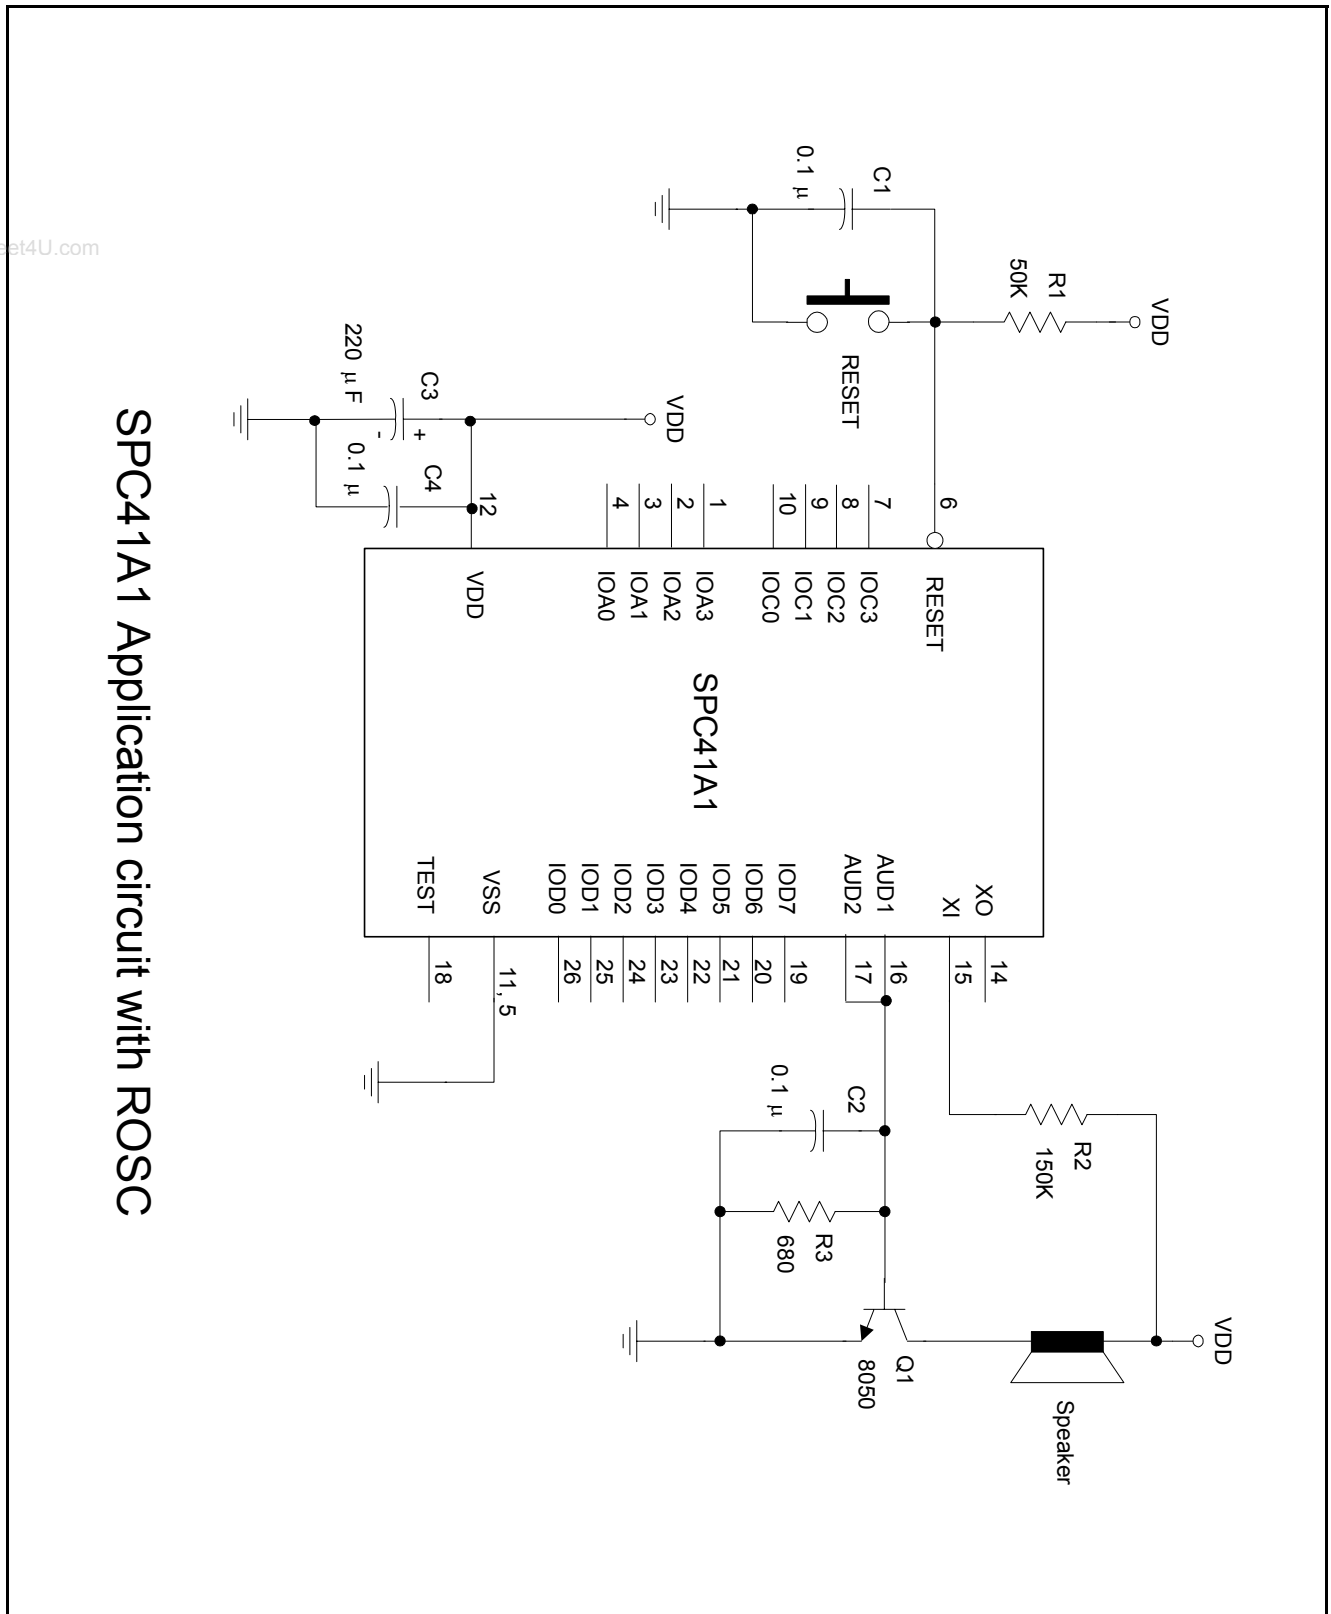 VDD
R1
50K
C1
0.1 µ
RESET
VDD
C3
220 µ F
+
-
C4
0.1 µ
6
7
8
9
10
1
2
3
4
12
RESET
IOC3
IOC2
IOC1
IOC0
IOA3
IOA2
IOA1
IOA0
VDD
SPC41A1
XO
XI
AUD1
AUD2
IOD7
IOD6
IOD5
IOD4
IOD3
IOD2
IOD1
IOD0
VSS
TEST
14
15
16
17
19
20
21
22
23
24
25
26
11, 5
18
R2
150K
C2
0.1 µ
R3
680
Q1
8050
VDD
Speaker
SPC41A1 Application circuit with ROSC
eet4U.com